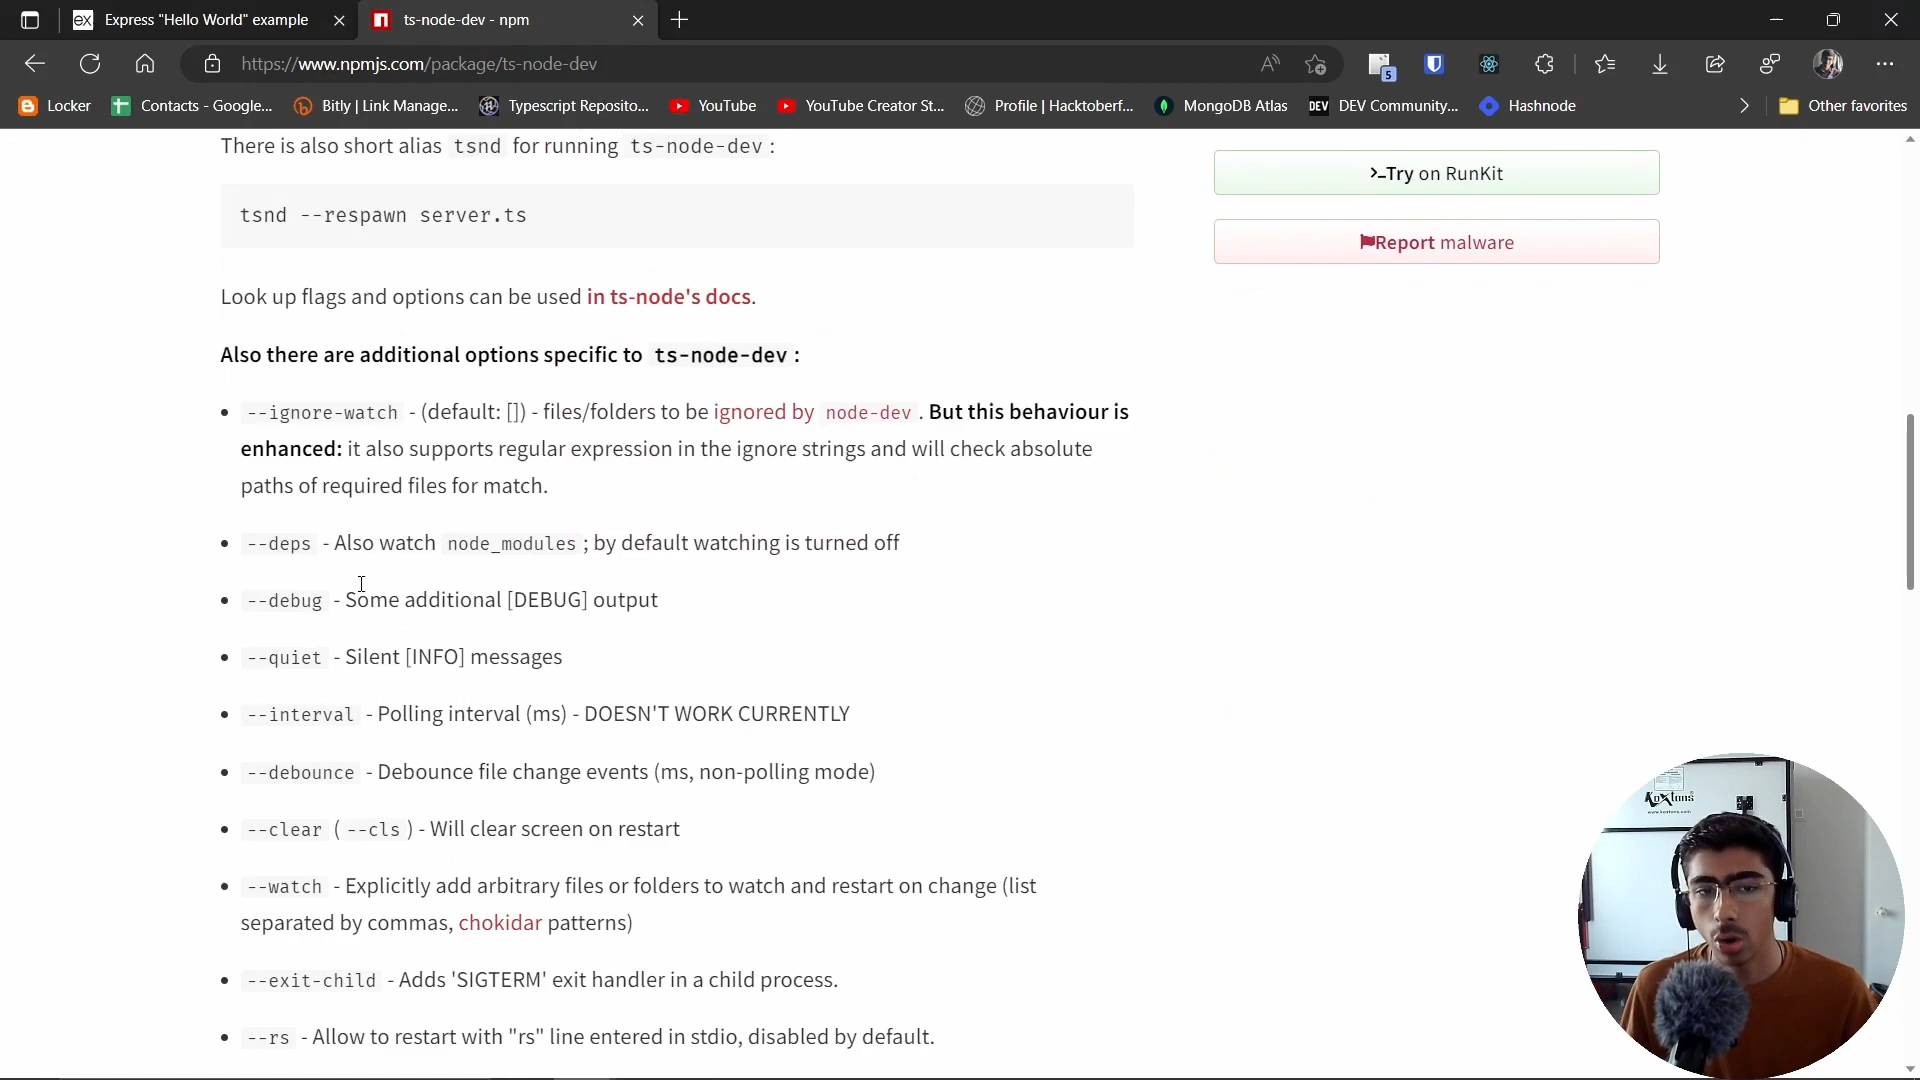 Express "Hello World" example
ts-node-dev - npm
https://www.npmjs.com/package/ts-node-dev
5
Locker
Contacts - Google...
Bitly | Link Manage...
Typescript Reposito...
YouTube
YouTube Creator St...
Profile | Hacktoberf...
MongoDB Atlas
DEV
DEV Community...
Hashnode
Other favorites
There is also short alias tsnd for running ts-node-dev :
tsnd --respawn server.ts
Look up flags and options can be used in ts-node's docs.
Also there are additional options specific to ts-node-dev :
--ignore-watch - (default: []) - files/folders to be ignored by node-dev . But this behaviour is
enhanced: it also supports regular expression in the ignore strings and will check absolute
paths of required files for match.
--deps - Also watch node_modules ; by default watching is turned off
--debug - Some additional [DEBUG] output
--quiet - Silent [INFO] messages
--interval - Polling interval (ms) - DOESN'T WORK CURRENTLY
--debounce - Debounce file change events (ms, non-polling mode)
--clear ( --cls ) - Will clear screen on restart
--watch - Explicitly add arbitrary files or folders to watch and restart on change (list
separated by commas, chokidar patterns)
--exit-child - Adds 'SIGTERM' exit handler in a child process.
--rs - Allow to restart with "rs" line entered in stdio, disabled by default.
Try on RunKit
Report malware
Koxtons
www.koxtons.com